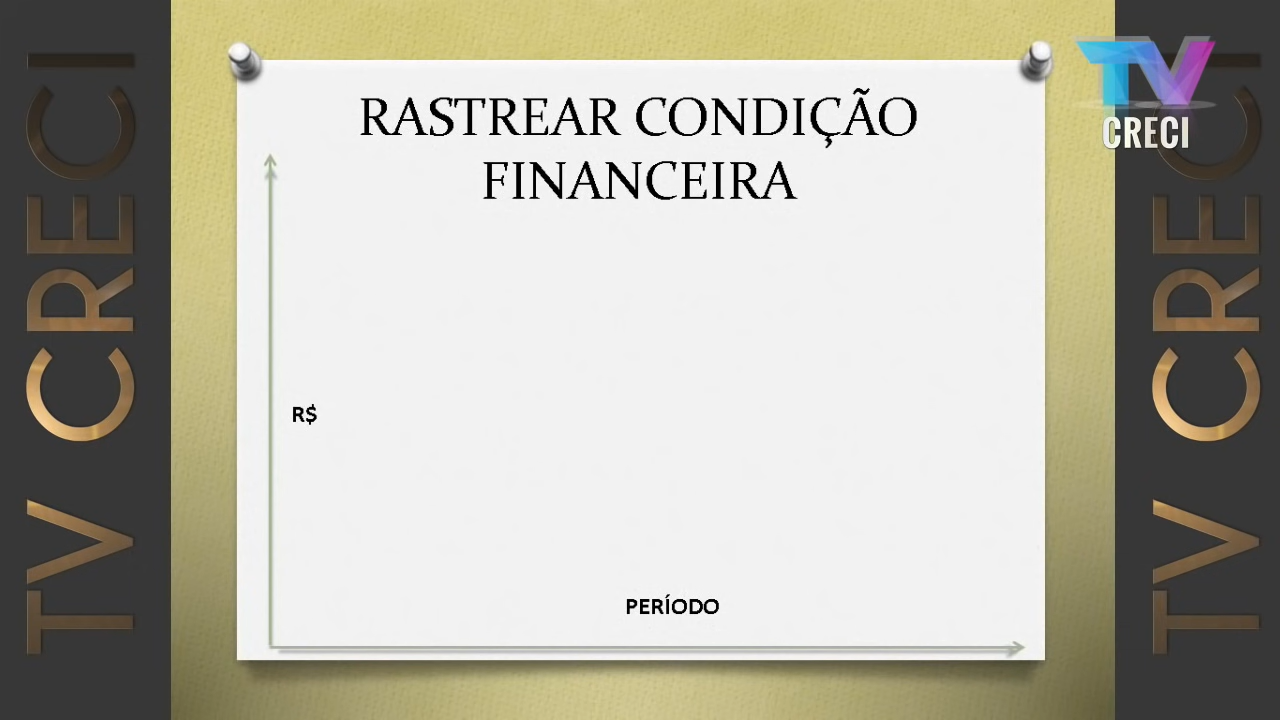 TV CRECI
RASTREAR CONDIÇÃO
FINANCEIRA
R$
PERÍODO
TV
CRECI
TV CRECI